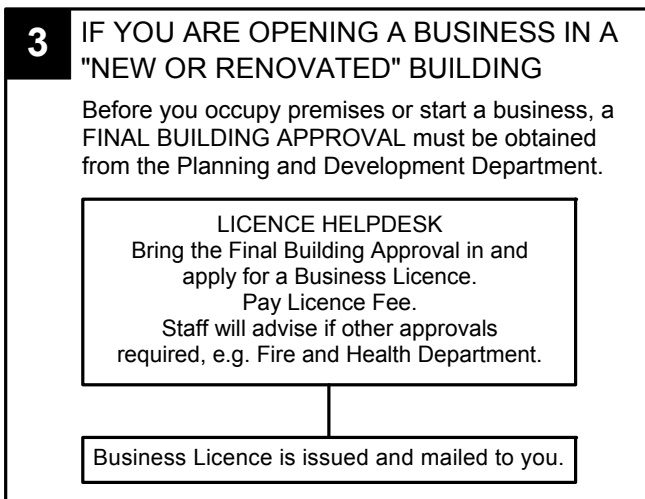 3
IF YOU ARE OPENING A BUSINESS IN A
"NEW OR RENOVATED" BUILDING
Before you occupy premises or start a business, a
FINAL BUILDING APPROVAL must be obtained
from the Planning and Development Department.
LICENCE HELPDESK
Bring the Final Building Approval in and
apply for a Business Licence.
Pay Licence Fee.
Staff will advise if other approvals
required, e.g. Fire and Health Department.
Business Licence is issued and mailed to you.